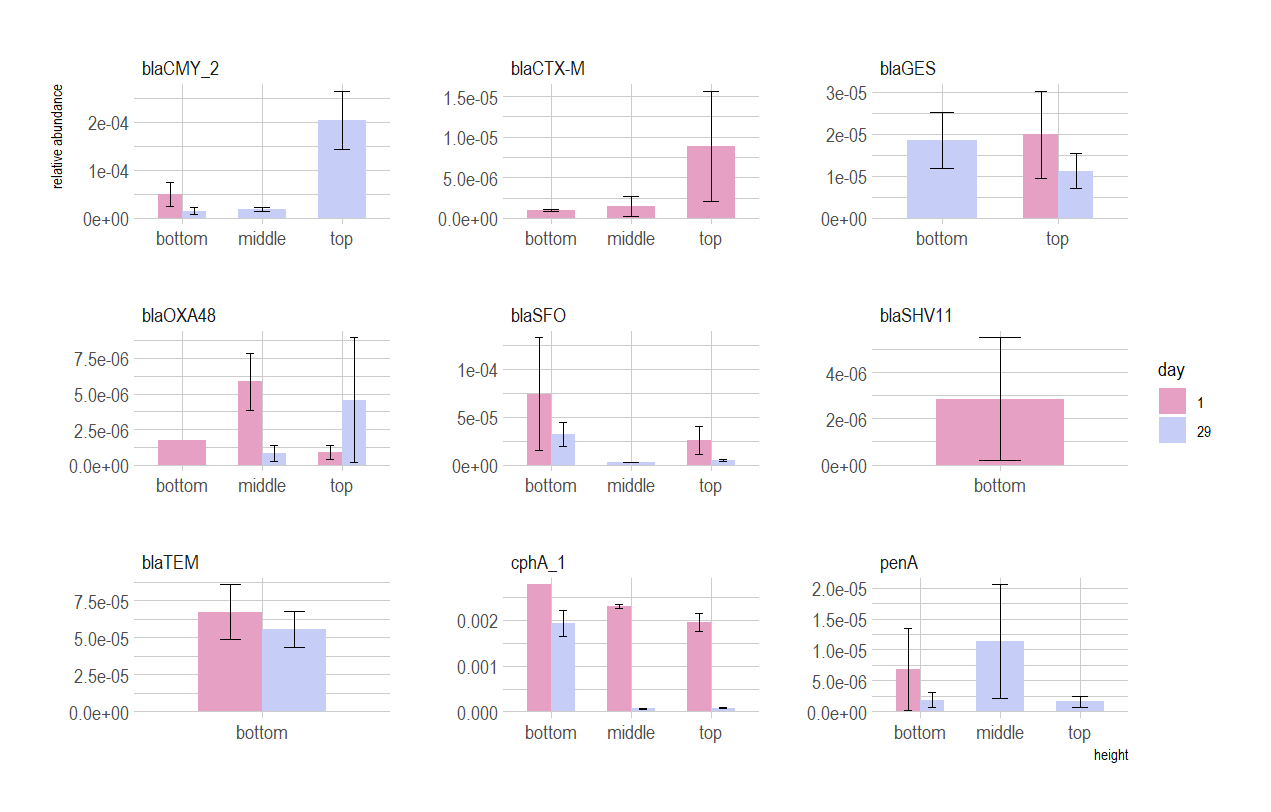 relative abundance
blaCMY_2
2e-04
1e-04
0e+00
bottom middle top
blaCTX-M
1.5e-05
1.0e-05
5.0e-06
0.0e+00
bottom middle top
blaGES
3e-05
2e-05
1e-05
0e+00
bottom top
blaOXA48
7.5e-06
5.0e-06
2.5e-06
0.0e+00
bottom middle top
blaSFO
1e-04
5e-05
0e+00
bottom middle top
blaSHV11
4e-06
2e-06
0e+00
bottom
day
1
29
blaTEM
7.5e-05
5.0e-05
2.5e-05
0.0e+00
bottom
cphA_1
0.002
0.001
0.000
bottom middle top
penA
2.0e-05
1.5e-05
1.0e-05
5.0e-06
0.0e+00
bottom middle top
height